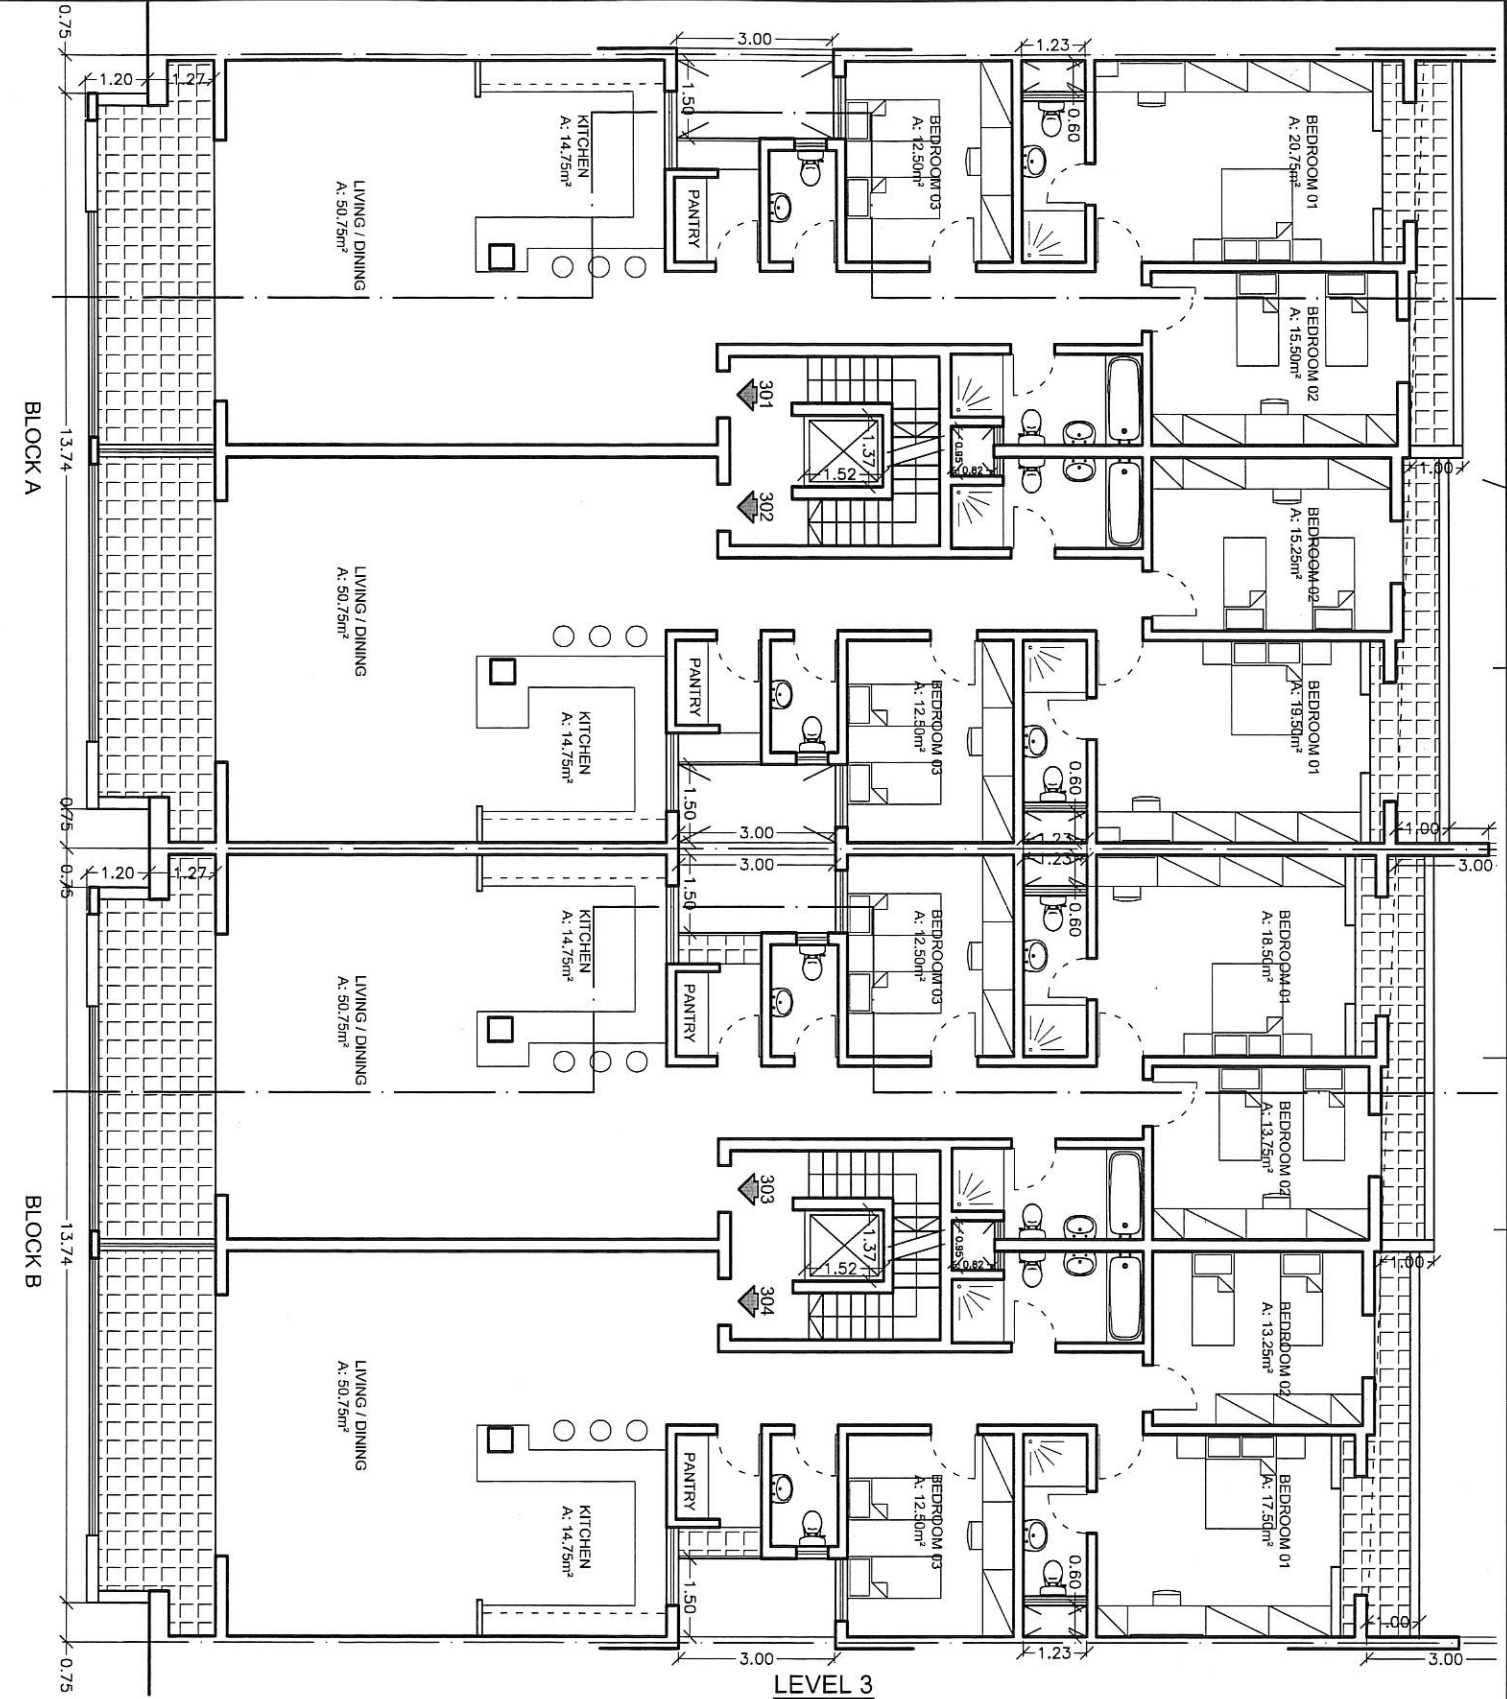 0.75
1.20
1.27
3.00
1.50
1.23
0.60
KITCHEN
A: 14.75m²
LIVING / DINING
A: 50.75m²
PANTRY
BEDROOM 03
A: 12.50m²
BEDROOM 01
A: 20.75m²
BEDROOM 02
A: 15.50m²
301
1.37
1.52
0.95
0.82
302
1.00
BLOCK A
13.74
LIVING / DINING
A: 50.75m²
BEDROOM 02
A: 15.25m²
PANTRY
KITCHEN
A: 14.75m²
BEDROOM 03
A: 12.50m²
BEDROOM 01
A: 19.50m²
0.60
1.50
3.00
1.23
1.00
0.75
0.75
1.20
1.27
3.00
1.50
1.23
0.60
3.00
KITCHEN
A: 14.75m²
LIVING / DINING
A: 50.75m²
PANTRY
BEDROOM 03
A: 12.50m²
BEDROOM 01
A: 18.50m²
BEDROOM 02
A: 13.75m²
303
1.37
1.52
0.95
0.82
304
1.00
BLOCK B
13.74
LIVING / DINING
A: 50.75m²
BEDROOM 02
A: 13.25m²
PANTRY
KITCHEN
A: 14.75m²
BEDROOM 03
A: 12.50m²
BEDROOM 01
A: 17.50m²
0.60
1.50
1.00
0.75
3.00
1.23
3.00
LEVEL 3